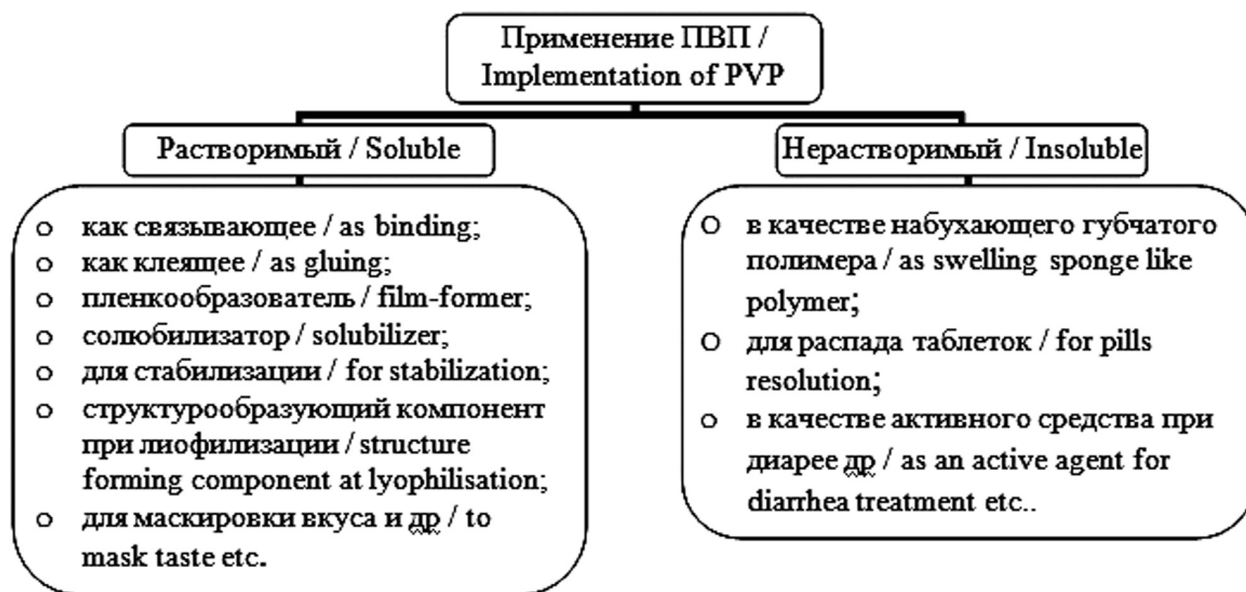 Применение ПВП /
Implementation of PVP
Растворимый / Soluble
Нерастворимый / Insoluble
o как связывающее / as binding;
o как клеящее / as gluing;
o пленкообразователь / film-former;
o солюбилизатор / solubilizer;
o для стабилизации / for stabilization;
o структурообразующий компонент
при лиофилизации / structure
forming component at lyophilisation;
o для маскировки вкуса и др / to
mask taste etc.
o в качестве набухающего губчатого
полимера / as swelling sponge like
polymer;
o для распада таблеток / for pills
resolution;
o в качестве активного средства при
диарее др / as an active agent for
diarrhea treatment etc..